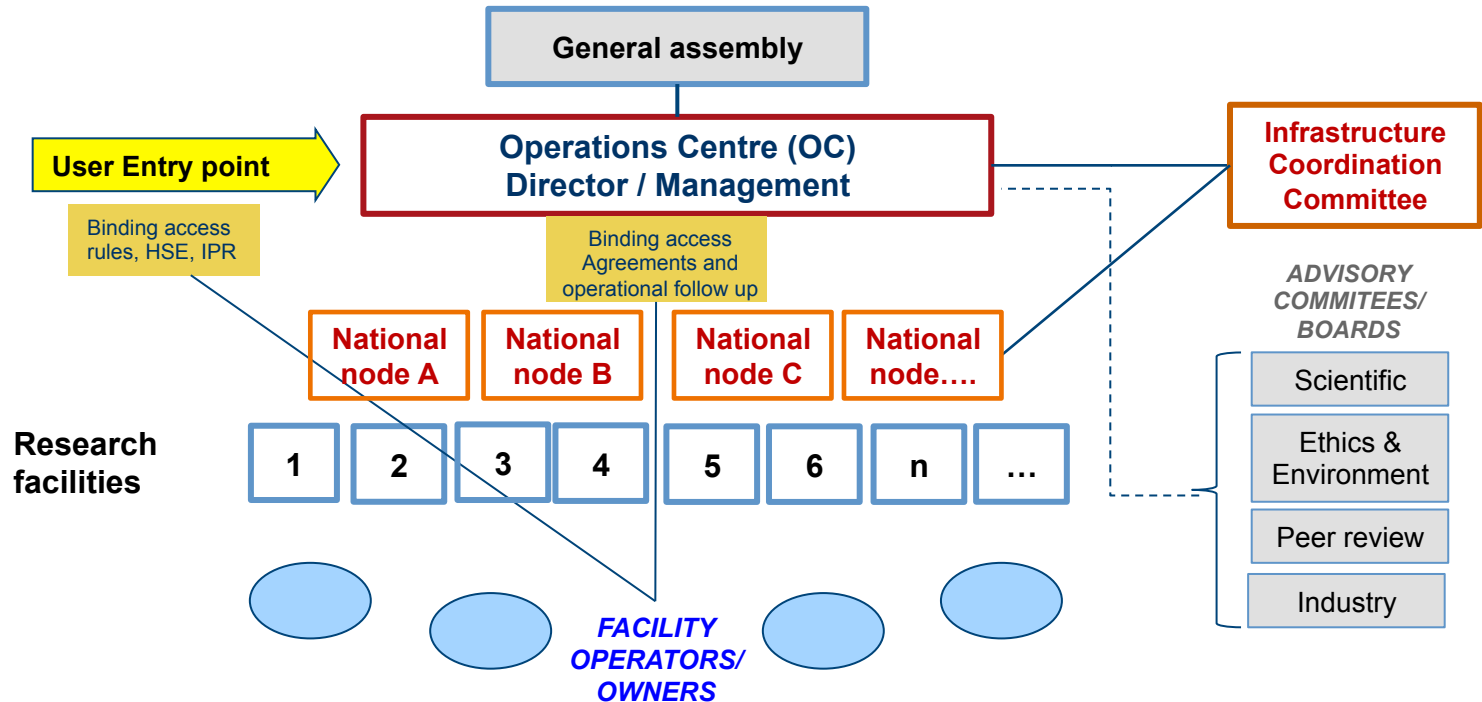 General assembly
User Entry point
Operations Centre (OC)
Director / Management
Infrastructure
Coordination
Committee
Binding access
rules, HSE, IPR
Binding access
Agreements and
operational follow up
ADVISORY
COMMITEES/
BOARDS
National
node A
National
node B
National
node C
National
node….
Scientific
Ethics &
Environment
Peer review
Industry
Research
facilities
1
2
3
4
5
6
n
…
FACILITY
OPERATORS/
OWNERS